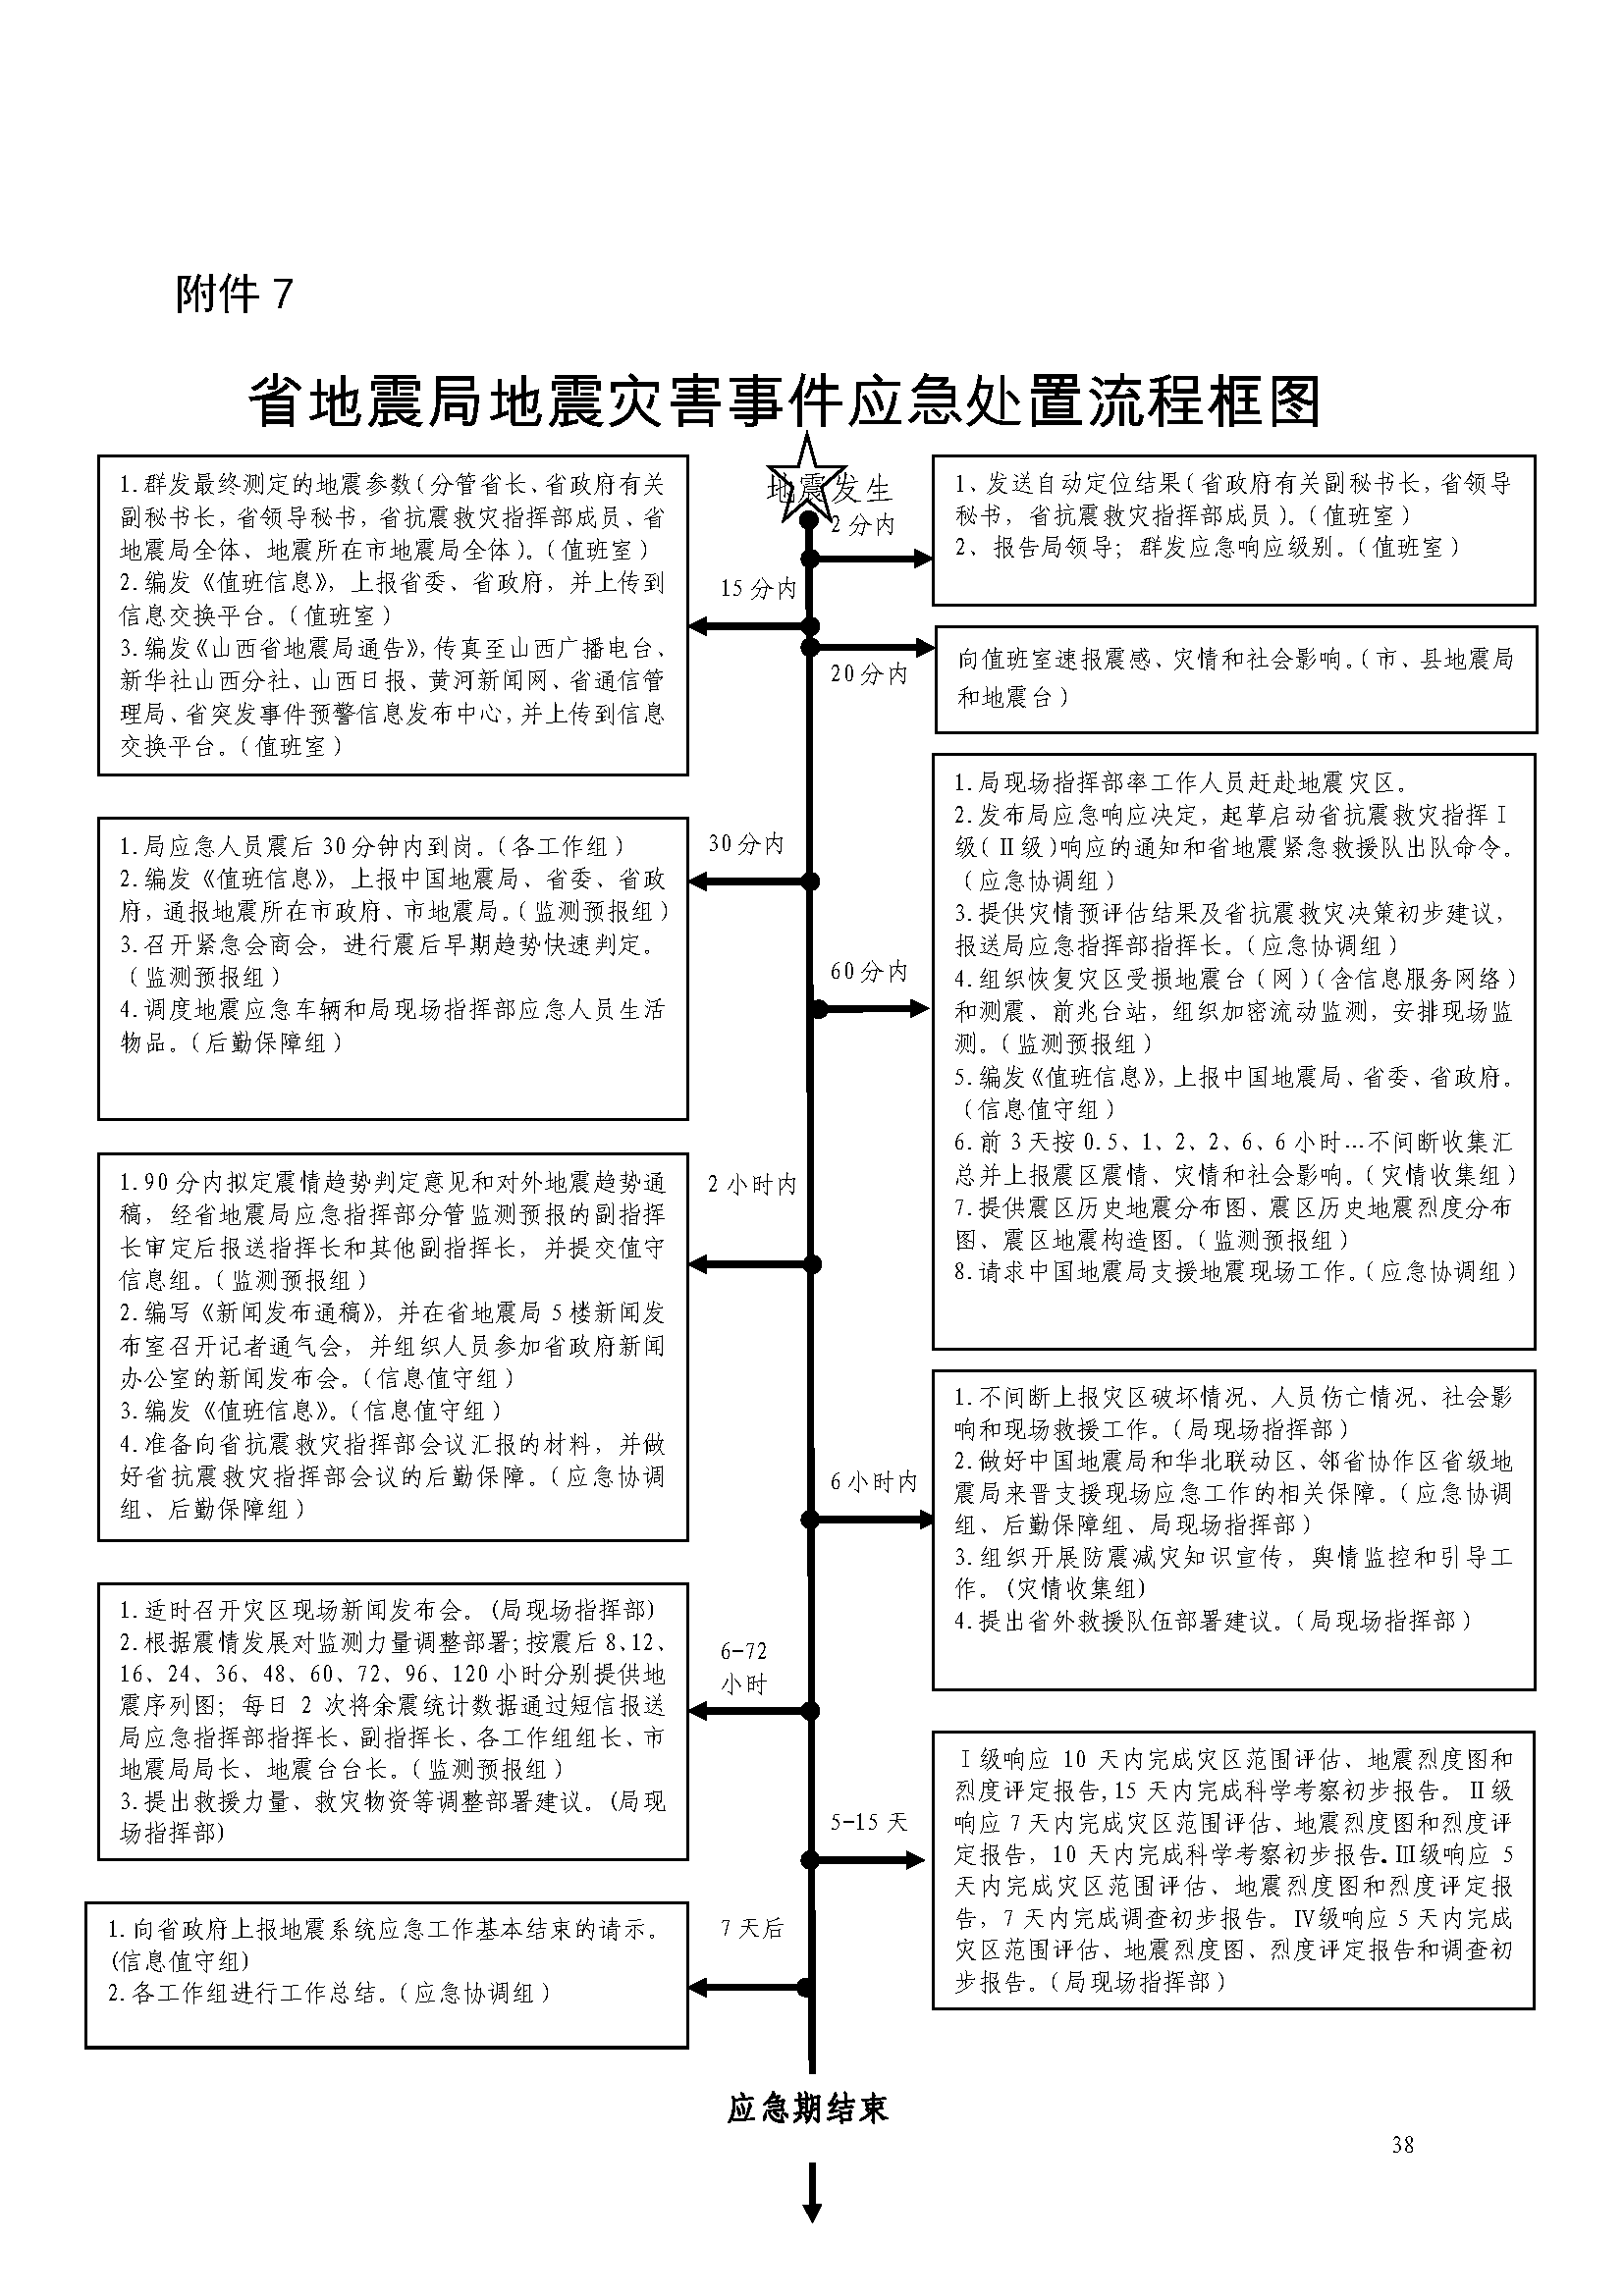 附件 7
省地震局地震灾害事件应急处置流程框图
地震发生
2分内
1、发送自动定位结果（省政府有关副秘书长，省领导
秘书，省抗震救灾指挥部成员）。（值班室）
2、报告局领导；群发应急响应级别。（值班室）
15分内
1.群发最终测定的地震参数（分管省长、省政府有关
副秘书长，省领导秘书，省抗震救灾指挥部成员、省
地震局全体、地震所在市地震局全体）。（值班室）
2.编发《值班信息》，上报省委、省政府，并上传到
信息交换平台。（值班室）
3.编发《山西省地震局通告》，传真至山西广播电台、
新华社山西分社、山西日报、黄河新闻网、省通信管
理局、省突发事件预警信息发布中心，并上传到信息
交换平台。（值班室）
20分内
向值班室速报震感、灾情和社会影响。（市、县地震局
和地震台）
30分内
1.局应急人员震后30分钟内到岗。（各工作组）
2.编发《值班信息》，上报中国地震局、省委、省政
府，通报地震所在市政府、市地震局。（监测预报组）
3.召开紧急会商会，进行震后早期趋势快速判定。
（监测预报组）
4.调度地震应急车辆和局现场指挥部应急人员生活
物品。（后勤保障组）
60分内
1.局现场指挥部率工作人员赶赴地震灾区。
2.发布局应急响应决定，起草启动省抗震救灾指挥Ⅰ
级（Ⅱ级）响应的通知和省地震紧急救援队出队命令。
（应急协调组）
3.提供灾情预评估结果及省抗震救灾决策初步建议，
报送局应急指挥部指挥长。（应急协调组）
4.组织恢复灾区受损地震台（网）（含信息服务网络）
和测震、前兆台站，组织加密流动监测，安排现场监
测。（监测预报组）
5.编发《值班信息》，上报中国地震局、省委、省政府。
（信息值守组）
6.前3天按0.5、1、2、2、6、6小时…不间断收集汇
总并上报震区震情、灾情和社会影响。（灾情收集组）
7.提供震区历史地震分布图、震区历史地震烈度分布
图、震区地震构造图。（监测预报组）
8.请求中国地震局支援地震现场工作。（应急协调组）
2小时内
1.90分内拟定震情趋势判定意见和对外地震趋势通
稿，经省地震局应急指挥部分管监测预报的副指挥
长审定后报送指挥长和其他副指挥长，并提交值守
信息组。（监测预报组）
2.编写《新闻发布通稿》，并在省地震局5楼新闻发
布室召开记者通气会，并组织人员参加省政府新闻
办公室的新闻发布会。（信息值守组）
3.编发《值班信息》。（信息值守组）
4.准备向省抗震救灾指挥部会议汇报的材料，并做
好省抗震救灾指挥部会议的后勤保障。（应急协调
组、后勤保障组）
6小时内
1.不间断上报灾区破坏情况、人员伤亡情况、社会影
响和现场救援工作。（局现场指挥部）
2.做好中国地震局和华北联动区、邻省协作区省级地
震局来晋支援现场应急工作的相关保障。（应急协调
组、后勤保障组、局现场指挥部）
3.组织开展防震减灾知识宣传，舆情监控和引导工
作。(灾情收集组)
4.提出省外救援队伍部署建议。（局现场指挥部）
6-72
小时
1.适时召开灾区现场新闻发布会。(局现场指挥部)
2.根据震情发展对监测力量调整部署;按震后8、12、
16、24、36、48、60、72、96、120小时分别提供地
震序列图；每日2次将余震统计数据通过短信报送
局应急指挥部指挥长、副指挥长、各工作组组长、市
地震局局长、地震台台长。（监测预报组）
3.提出救援力量、救灾物资等调整部署建议。(局现
场指挥部)
5-15天
Ⅰ级响应10天内完成灾区范围评估、地震烈度图和
烈度评定报告,15天内完成科学考察初步报告。Ⅱ级
响应7天内完成灾区范围评估、地震烈度图和烈度评
定报告，10天内完成科学考察初步报告.Ⅲ级响应5
天内完成灾区范围评估、地震烈度图和烈度评定报
告，7天内完成调查初步报告。Ⅳ级响应5天内完成
灾区范围评估、地震烈度图、烈度评定报告和调查初
步报告。（局现场指挥部）
7天后
1.向省政府上报地震系统应急工作基本结束的请示。
(信息值守组)
2.各工作组进行工作总结。（应急协调组）
应急期结束
38